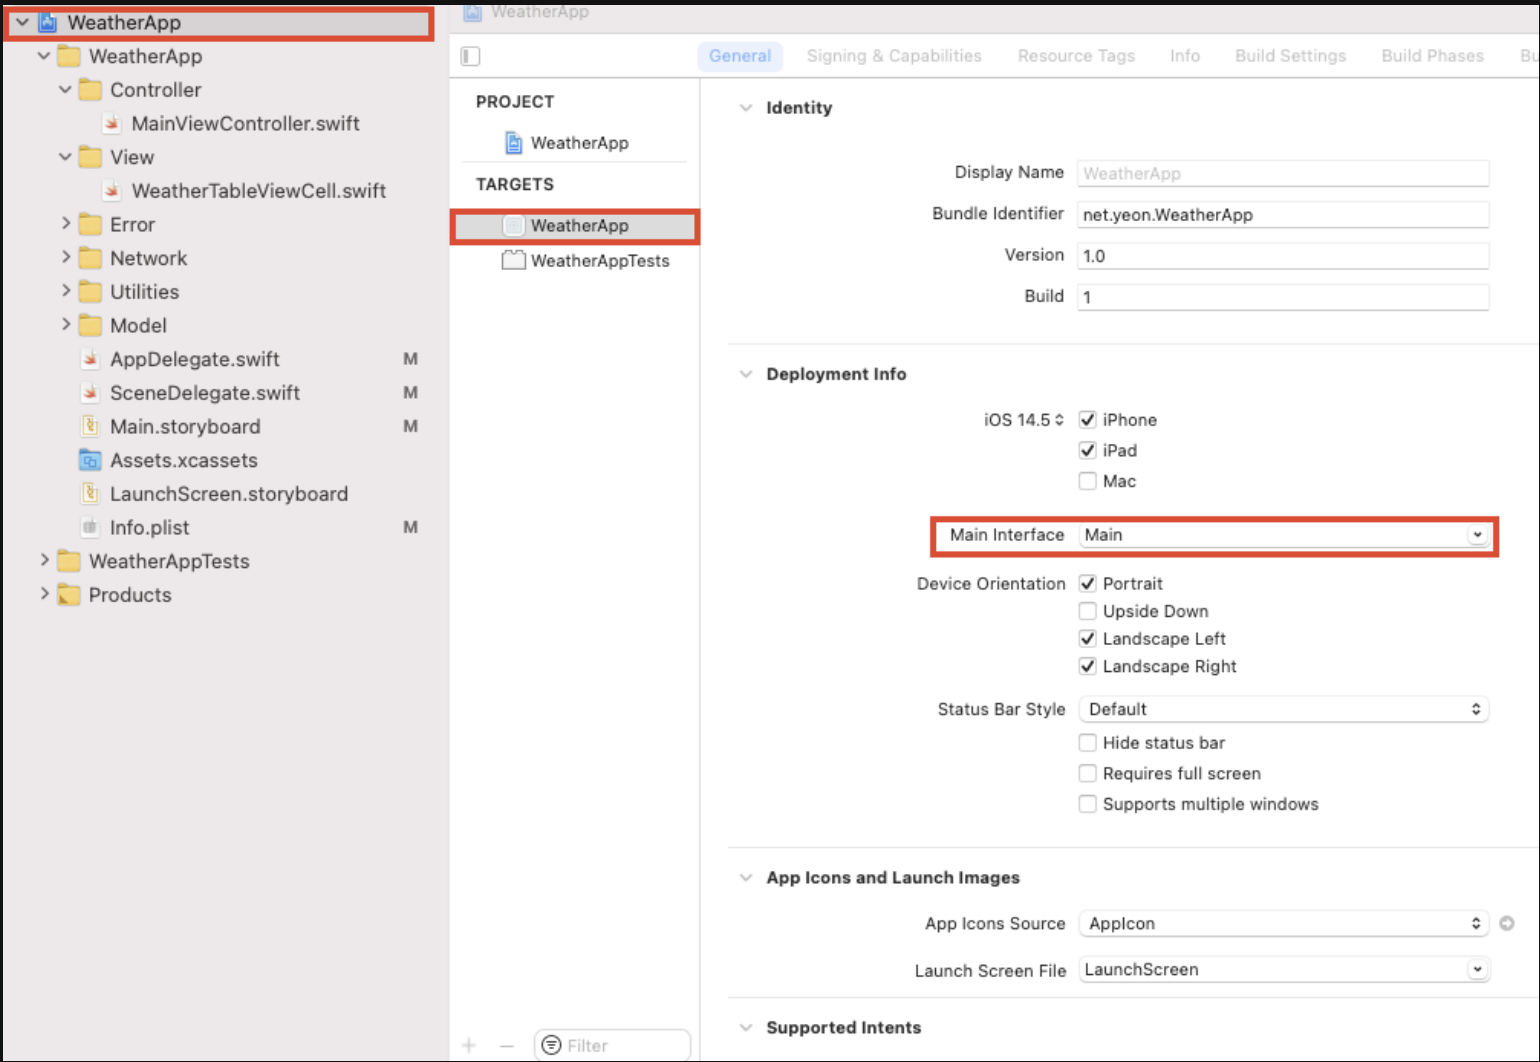 WeatherApp
WeatherApp
Controller
MainViewController.swift
View
WeatherTableViewCell.swift
Error
Network
Utilities
Model
AppDelegate.swift M
SceneDelegate.swift M
Main.storyboard M
Assets.xcassets
LaunchScreen.storyboard
Info.plist M
WeatherAppTests
Products
WeatherApp
General Signing & Capabilities Resource Tags Info Build Settings Build Phases Bu
PROJECT
WeatherApp
TARGETS
WeatherApp
WeatherAppTests
Filter
Identity
Display Name WeatherApp
Bundle Identifier net.yeon.WeatherApp
Version 1.0
Build 1
Deployment Info
iOS 14.5 iPhone
iPad
Mac
Main Interface Main
Device Orientation Portrait
Upside Down
Landscape Left
Landscape Right
Status Bar Style Default
Hide status bar
Requires full screen
Supports multiple windows
App Icons and Launch Images
App Icons Source AppIcon
Launch Screen File LaunchScreen
Supported Intents